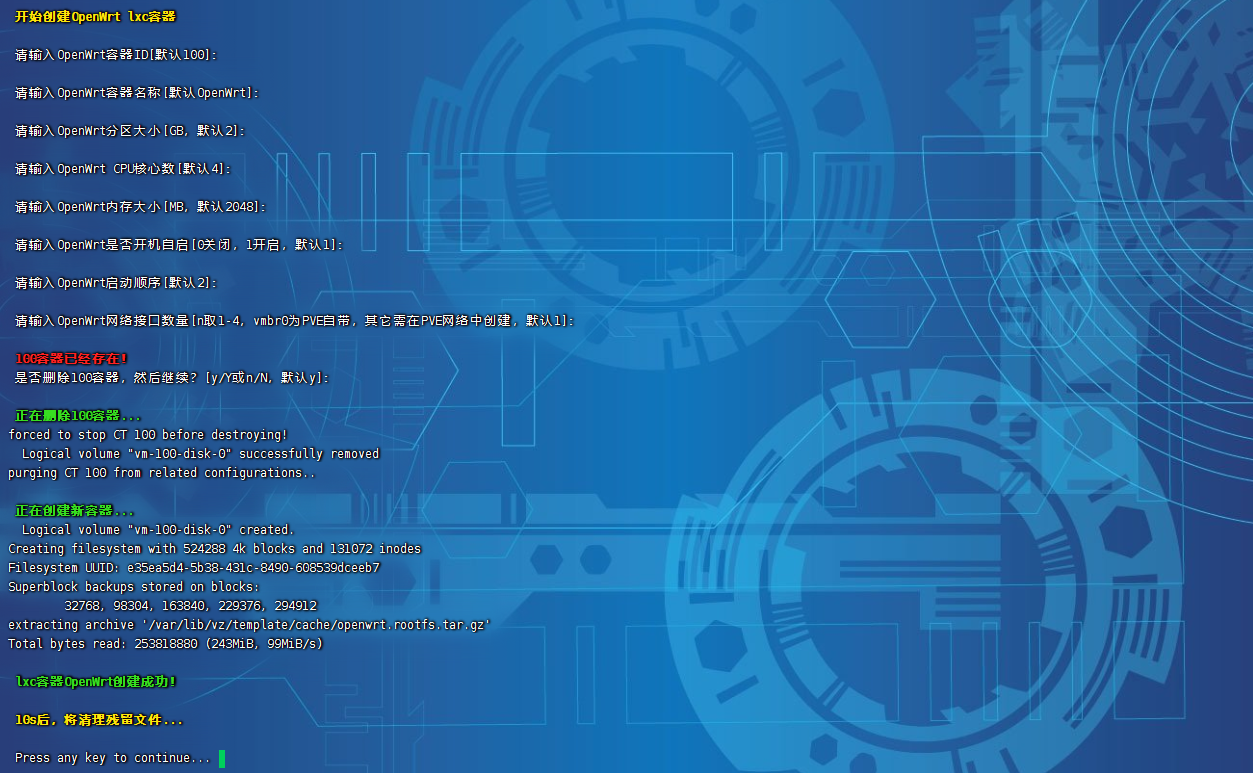 开始创建OpenWrt lxc容器
请输入OpenWrt容器ID[默认100]:
请输入OpenWrt容器名称[默认OpenWrt]:
请输入OpenWrt分区大小[GB, 默认2]:
请输入OpenWrt CPU核心数[默认4]:
请输入OpenWrt内存大小[MB, 默认2048]:
请输入OpenWrt是否开机自启[0关闭, 1开启, 默认1]:
请输入OpenWrt启动顺序[默认2]:
请输入OpenWrt网络接口数量[n取1-4, vmbr0为PVE自带, 其它需在PVE网络中创建, 默认1]:
100容器已经存在!
是否删除100容器, 然后继续? [y/Y或n/N, 默认y]:
正在删除100容器...
forced to stop CT 100 before destroying!
Logical volume "vm-100-disk-0" successfully removed
purging CT 100 from related configurations..
正在创建新容器...
Logical volume "vm-100-disk-0" created.
Creating filesystem with 524288 4k blocks and 131072 inodes
Filesystem UUID: e35ea5d4-5b38-431c-8490-608539dceeb7
Superblock backups stored on blocks:
32768, 98304, 163840, 229376, 294912
extracting archive '/var/lib/vz/template/cache/openwrt.rootfs.tar.gz'
Total bytes read: 253818880 (243MiB, 99MiB/s)
lxc容器OpenWrt创建成功!
10s后, 将清理残留文件...
Press any key to continue...